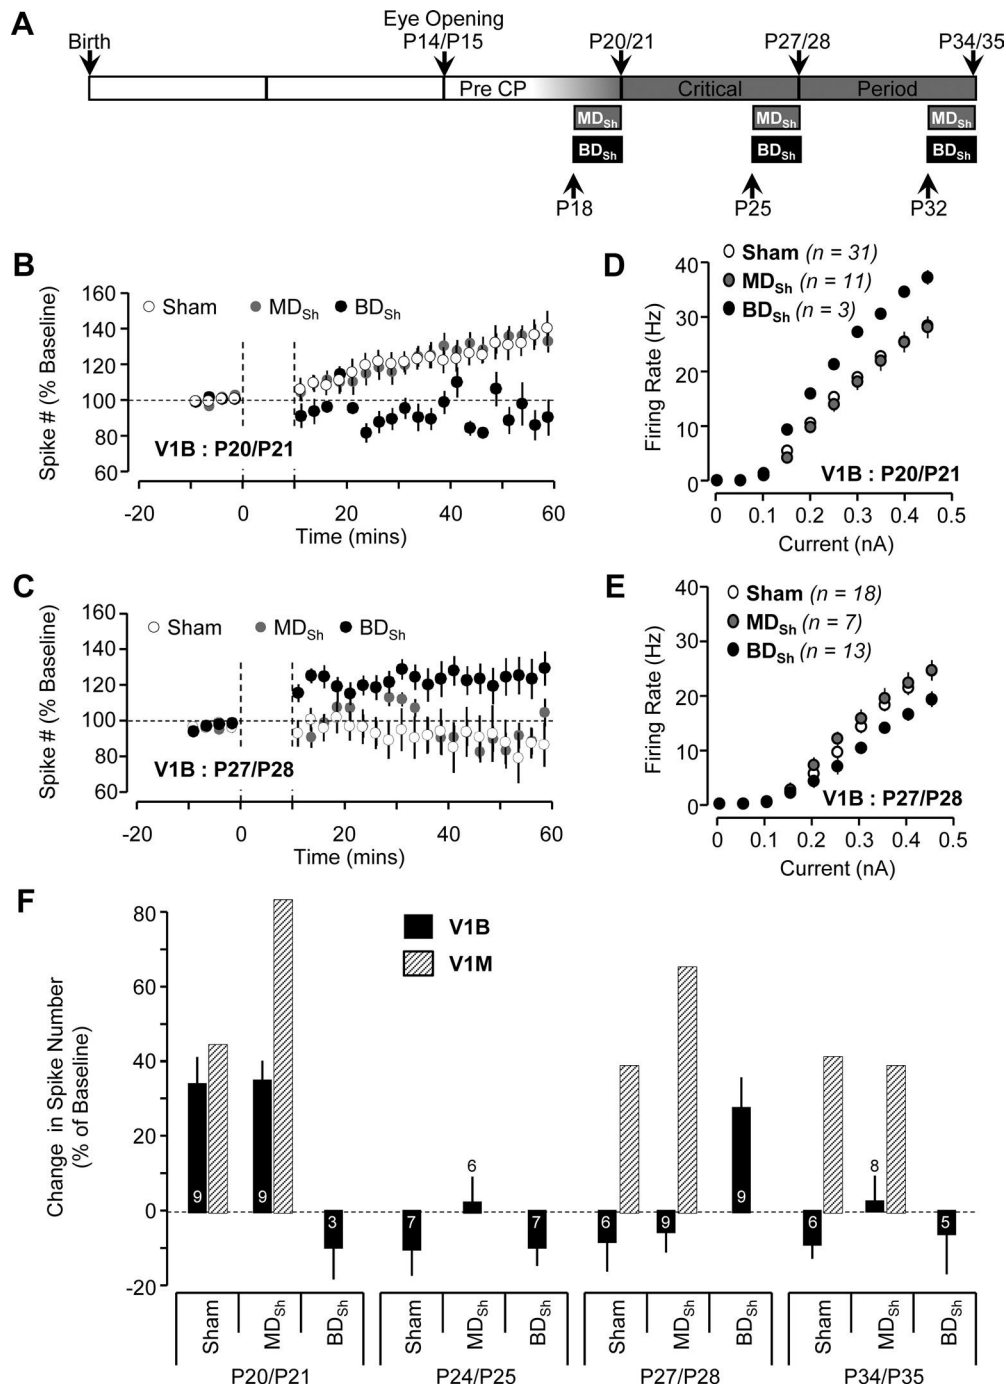 A
Eye Opening
Birth P14/P15 P20/21 P27/28 P34/35
Pre CP Critical Period
MDSh MDSh MDSh
BDSh BDSh BDSh
P18 P25 P32
B
Spike # (% Baseline)
160
140
120
100
80
60
Sham MDSh BDSh
V1B : P20/P21
-20 0 20 40 60
Time (mins)
D
Firing Rate (Hz)
40
30
20
10
0
Sham (n = 31)
MDSh (n = 11)
BDSh (n = 3)
V1B : P20/P21
0 0.1 0.2 0.3 0.4 0.5
Current (nA)
C
Spike # (% Baseline)
160
140
120
100
80
60
Sham MDSh BDSh
V1B : P27/P28
-20 0 20 40 60
Time (mins)
E
Firing Rate (Hz)
40
30
20
10
0
Sham (n = 18)
MDSh (n = 7)
BDSh (n = 13)
V1B : P27/P28
0 0.1 0.2 0.3 0.4 0.5
Current (nA)
F
Change in Spike Number
(% of Baseline)
80
60
40
20
0
-20
V1B
V1M
9 9 3 7 6 7 6 9 9 6 8 5
Sham MDSh BDSh Sham MDSh BDSh Sham MDSh BDSh Sham MDSh BDSh
P20/P21 P24/P25 P27/P28 P34/P35